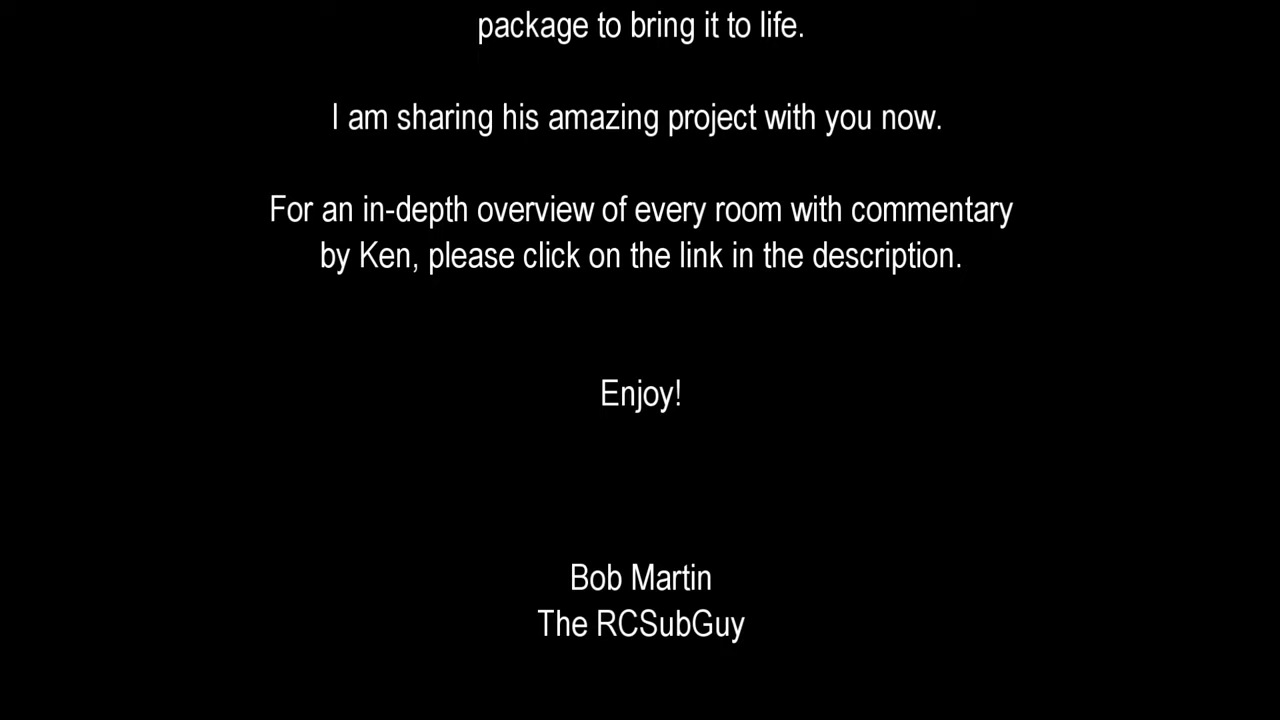 package to bring it to life.
I am sharing his amazing project with you now.
For an in-depth overview of every room with commentary
by Ken, please click on the link in the description.
Enjoy!
Bob Martin
The RCSubGuy